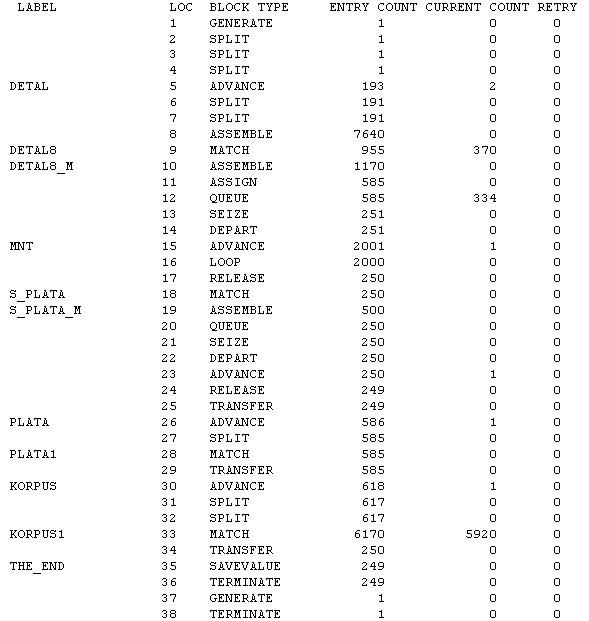 LABEL LOC BLOCK TYPE ENTRY COUNT CURRENT COUNT RETRY
1 GENERATE 1 0 0
2 SPLIT 1 0 0
3 SPLIT 1 0 0
4 SPLIT 1 0 0
DETAL 5 ADVANCE 193 2 0
6 SPLIT 191 0 0
7 SPLIT 191 0 0
8 ASSEMBLE 7640 0 0
DETAL8 9 MATCH 955 370 0
DETAL8_M 10 ASSEMBLE 1170 0 0
11 ASSIGN 585 0 0
12 QUEUE 585 334 0
13 SEIZE 251 0 0
14 DEPART 251 0 0
MNT 15 ADVANCE 2001 1 0
16 LOOP 2000 0 0
17 RELEASE 250 0 0
S_PLATA 18 MATCH 250 0 0
S_PLATA_M 19 ASSEMBLE 500 0 0
20 QUEUE 250 0 0
21 SEIZE 250 0 0
22 DEPART 250 0 0
23 ADVANCE 250 1 0
24 RELEASE 249 0 0
25 TRANSFER 249 0 0
PLATA 26 ADVANCE 586 1 0
27 SPLIT 585 0 0
PLATA1 28 MATCH 585 0 0
29 TRANSFER 585 0 0
KORPUS 30 ADVANCE 618 1 0
31 SPLIT 617 0 0
32 SPLIT 617 0 0
KORPUS1 33 MATCH 6170 5920 0
34 TRANSFER 250 0 0
THE_END 35 SAVEVALUE 249 0 0
36 TERMINATE 249 0 0
37 GENERATE 1 0 0
38 TERMINATE 1 0 0